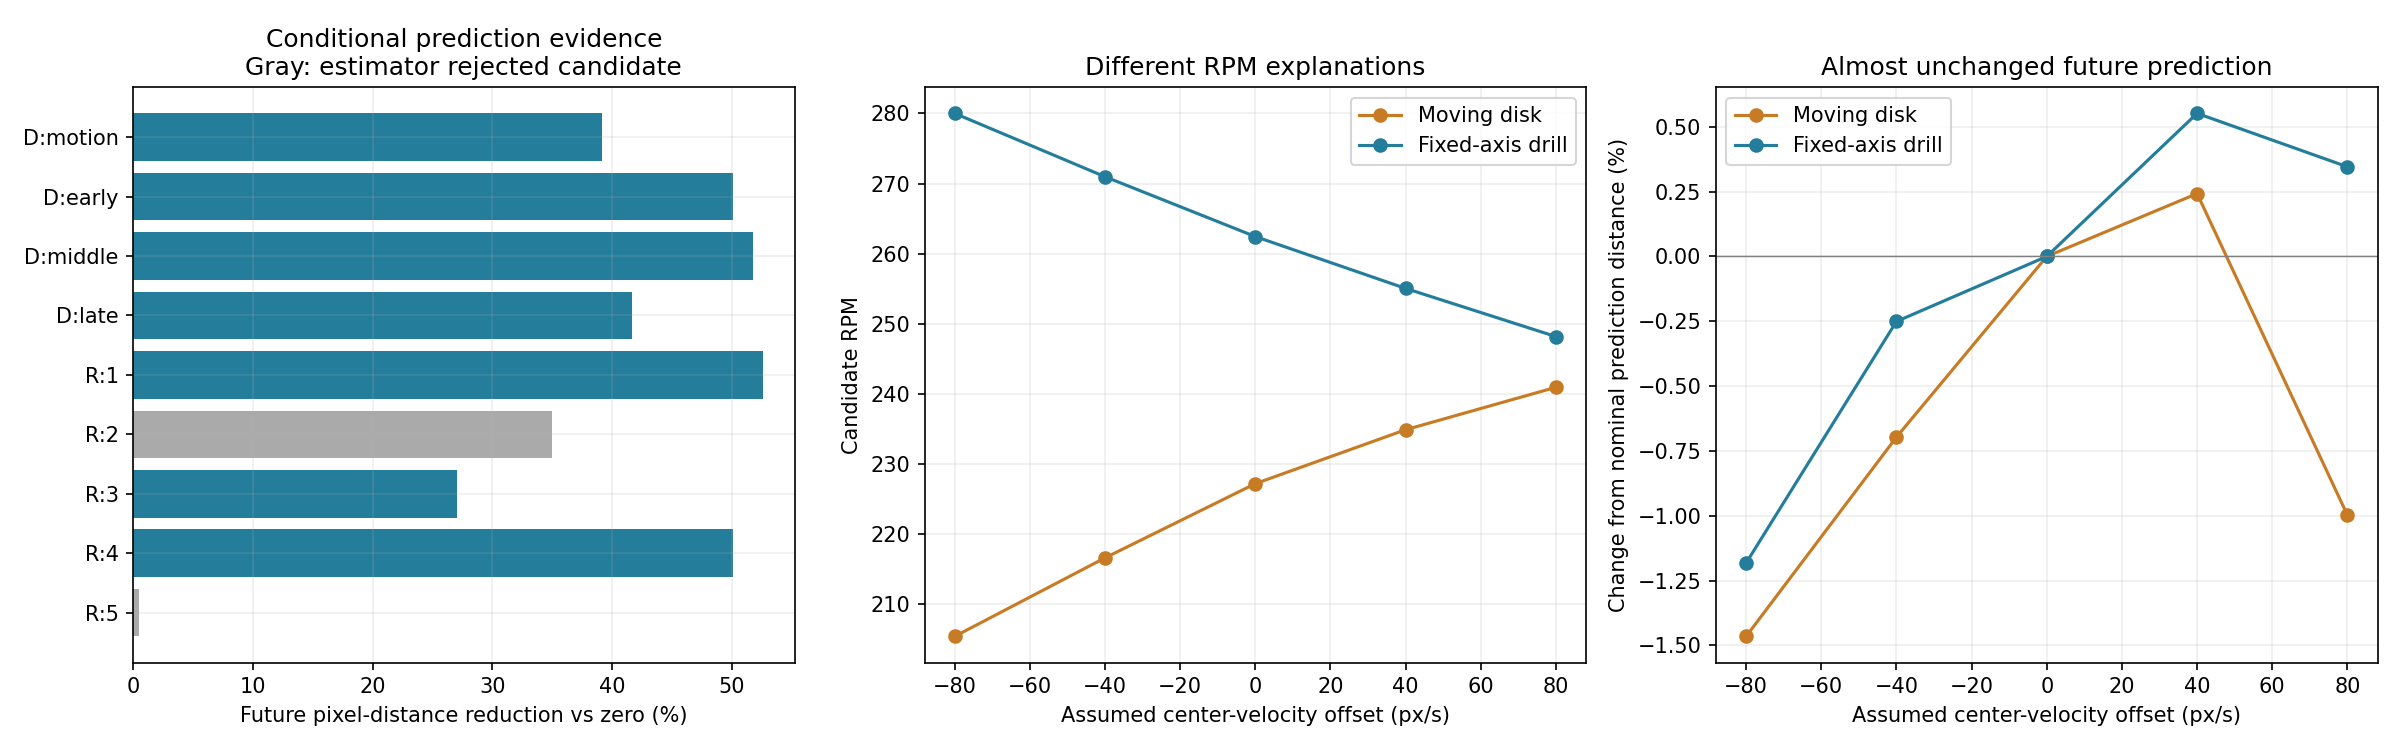 Conditional prediction evidence
Gray: estimator rejected candidate
D:motion
D:early
D:middle
D:late
R:1
R:2
R:3
R:4
R:5
0 10 20 30 40 50
Future pixel-distance reduction vs zero (%)
Different RPM explanations
Moving disk
Fixed-axis drill
Candidate RPM
280
270
260
250
240
230
220
210
−80 −60 −40 −20 0 20 40 60 80
Assumed center-velocity offset (px/s)
Almost unchanged future prediction
Moving disk
Fixed-axis drill
Change from nominal prediction distance (%)
0.50
0.25
0.00
−0.25
−0.50
−0.75
−1.00
−1.25
−1.50
−80 −60 −40 −20 0 20 40 60 80
Assumed center-velocity offset (px/s)